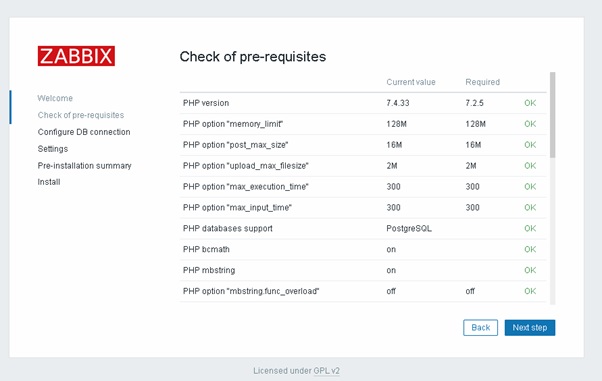 ZABBIX
Check of pre-requisites
Welcome
Check of pre-requisites
Configure DB connection
Settings
Pre-installation summary
Install
Current value Required
PHP version 7.4.33 7.2.5 OK
PHP option "memory_limit" 128M 128M OK
PHP option "post_max_size" 16M 16M OK
PHP option "upload_max_filesize" 2M 2M OK
PHP option "max_execution_time" 300 300 OK
PHP option "max_input_time" 300 300 OK
PHP databases support PostgreSQL OK
PHP bcmath on OK
PHP mbstring on OK
PHP option "mbstring.func_overload" off off OK
Back Next step
Licensed under GPL v2